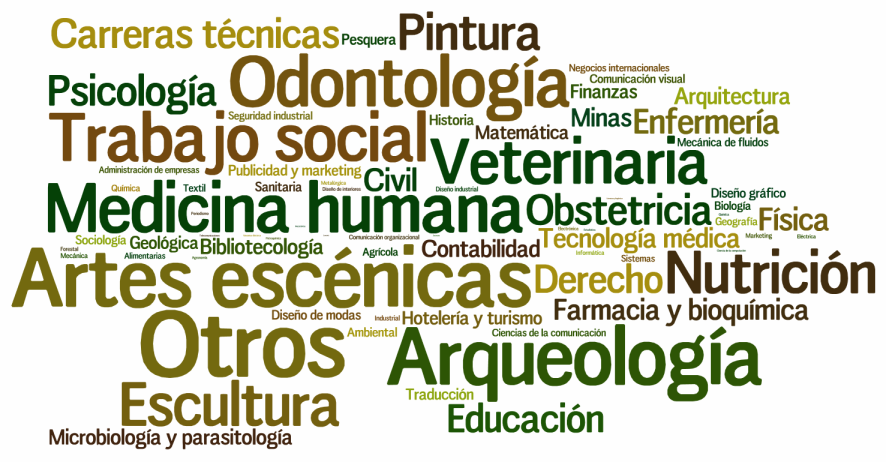 Carreras técnicas
Pesquera
Pintura
Negocios internacionales
Comunicación visual
Psicología
Odontología
Finanzas
Arquitectura
Seguridad industrial
Historia
Trabajo social
Matemática
Minas
Enfermería
Mecánica de fluidos
Veterinaria
Administración de empresas
Publicidad y marketing
Metalúrgica
Civil
Química
Textil
Sanitaria
Diseño de interiores
Diseño industrial
Diseño gráfico
Medicina humana
Obstetricia
Biología
Geografía
Física
Sociología
Geológica
Bibliotecología
Comunicación organizacional
Contabilidad
Tecnología médica
Marketing
Eléctrica
Forestal
Mecánica
Alimentarias
Agronomía
Agrícola
Informática
Sistemas
Artes escénicas
Derecho
Nutrición
Diseño de modas
Industrial
Hotelería y turismo
Farmacia y bioquímica
Otros
Ambiental
Ciencias de la comunicación
Arqueología
Escultura
Traducción
Educación
Microbiología y parasitología